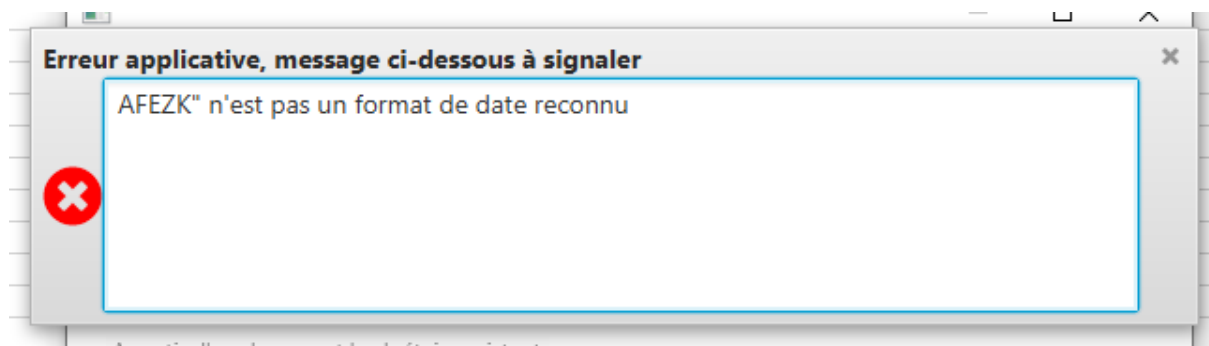 Erreur applicative, message ci-dessous à signaler
AFEZK" n'est pas un format de date reconnu